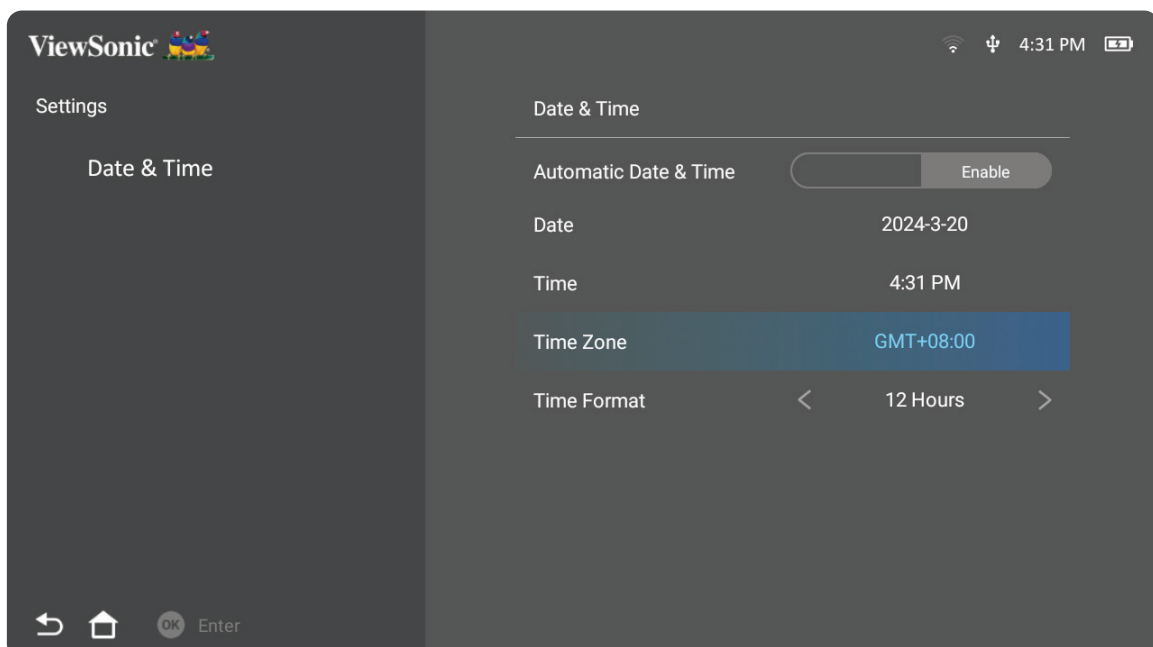 ViewSonic
4:31 PM
Settings
Date & Time
Date & Time
Automatic Date & Time Enable
Date 2024-3-20
Time 4:31 PM
Time Zone GMT+08:00
Time Format < 12 Hours >
OK Enter